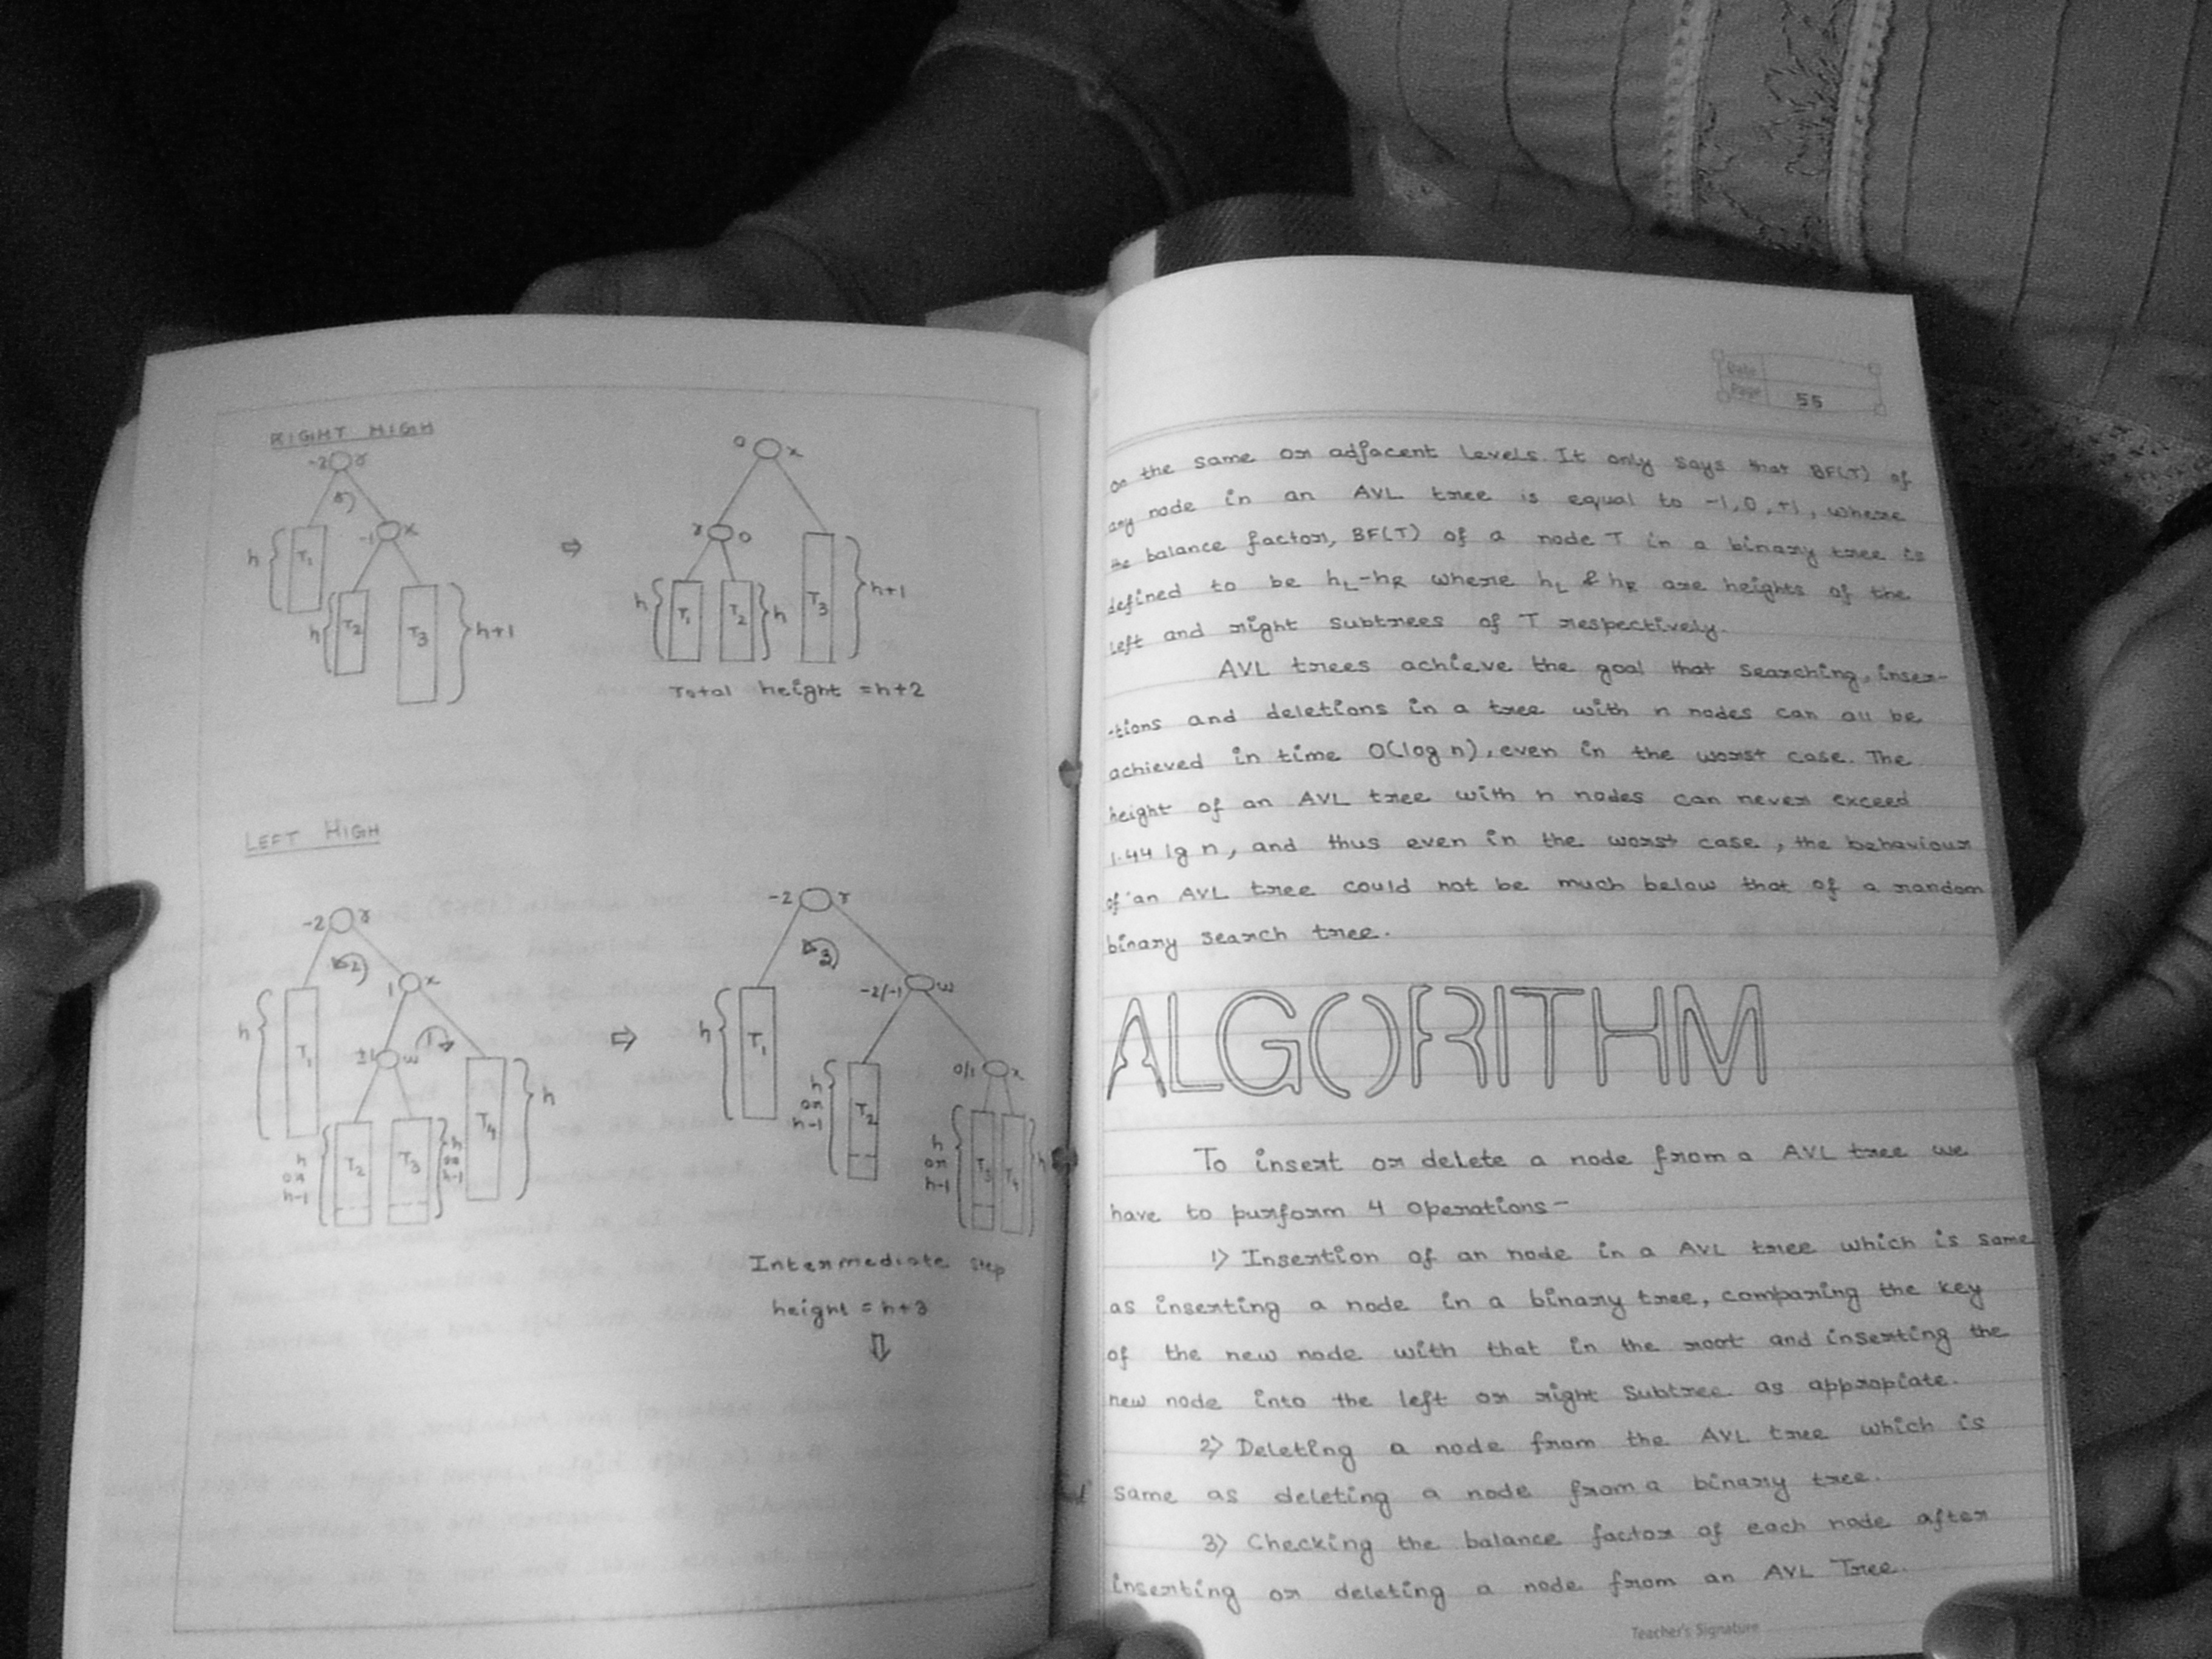 RIGHT HIGH
-2 r
h T1 -1 x
h T2 T3 h+1
⇨
0 x
r 0
h T1 T2 h T3 h+1
Total height = h+2
LEFT HIGH
-2 r
2
1 x
h T1 ±1 w 1
h or h-1 T2 T3 h or h-1 T4 h
⇨
-2 r
3
-2/-1 w
h T1
h or h-1 T2
0/1 x
h or h-1 T3 T4 h
Intermediate step
height = h+3
⇩
Date
Page 55
on the same or adjacent levels. It only says that BF(T) of
any node in an AVL tree is equal to -1, 0, +1, where
the balance factor, BF(T) of a node T in a binary tree is
defined to be hL-hR where hL & hR are heights of the
left and right subtrees of T respectively.
AVL trees achieve the goal that searching, inser-
-tions and deletions in a tree with n nodes can all be
achieved in time O(log n), even in the worst case. The
height of an AVL tree with n nodes can never exceed
1.44 lg n, and thus even in the worst case, the behaviour
of an AVL tree could not be much below that of a random
binary search tree.
ALGORITHM
To insert or delete a node from a AVL tree we
have to purform 4 operations-
1) Insertion of an node in a AVL tree which is same
as inserting a node in a binary tree, comparing the key
of the new node with that in the root and inserting the
new node into the left or right subtree as appropiate.
2) Deleting a node from the AVL tree which is
same as deleting a node from a binary tree.
3) Checking the balance factor of each node after
inserting or deleting a node from an AVL Tree.
Teacher's Signature